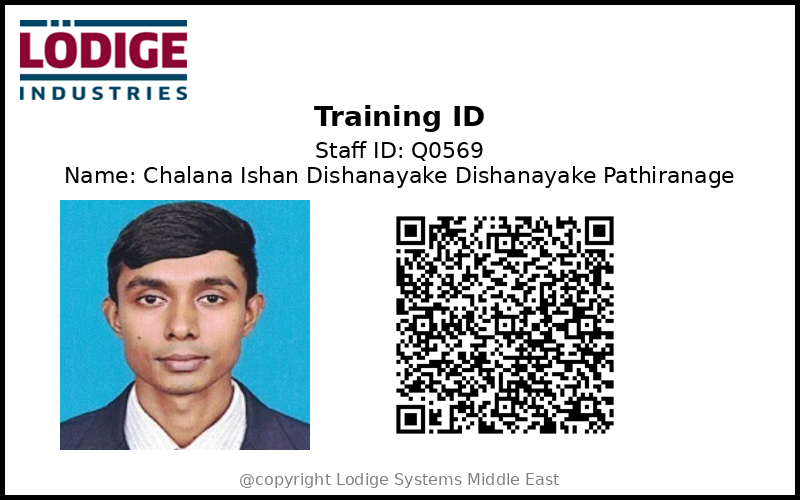 LÖDIGE
INDUSTRIES
Training ID
Staff ID: Q0569
Name: Chalana Ishan Dishanayake Dishanayake Pathiranage
@copyright Lodige Systems Middle East